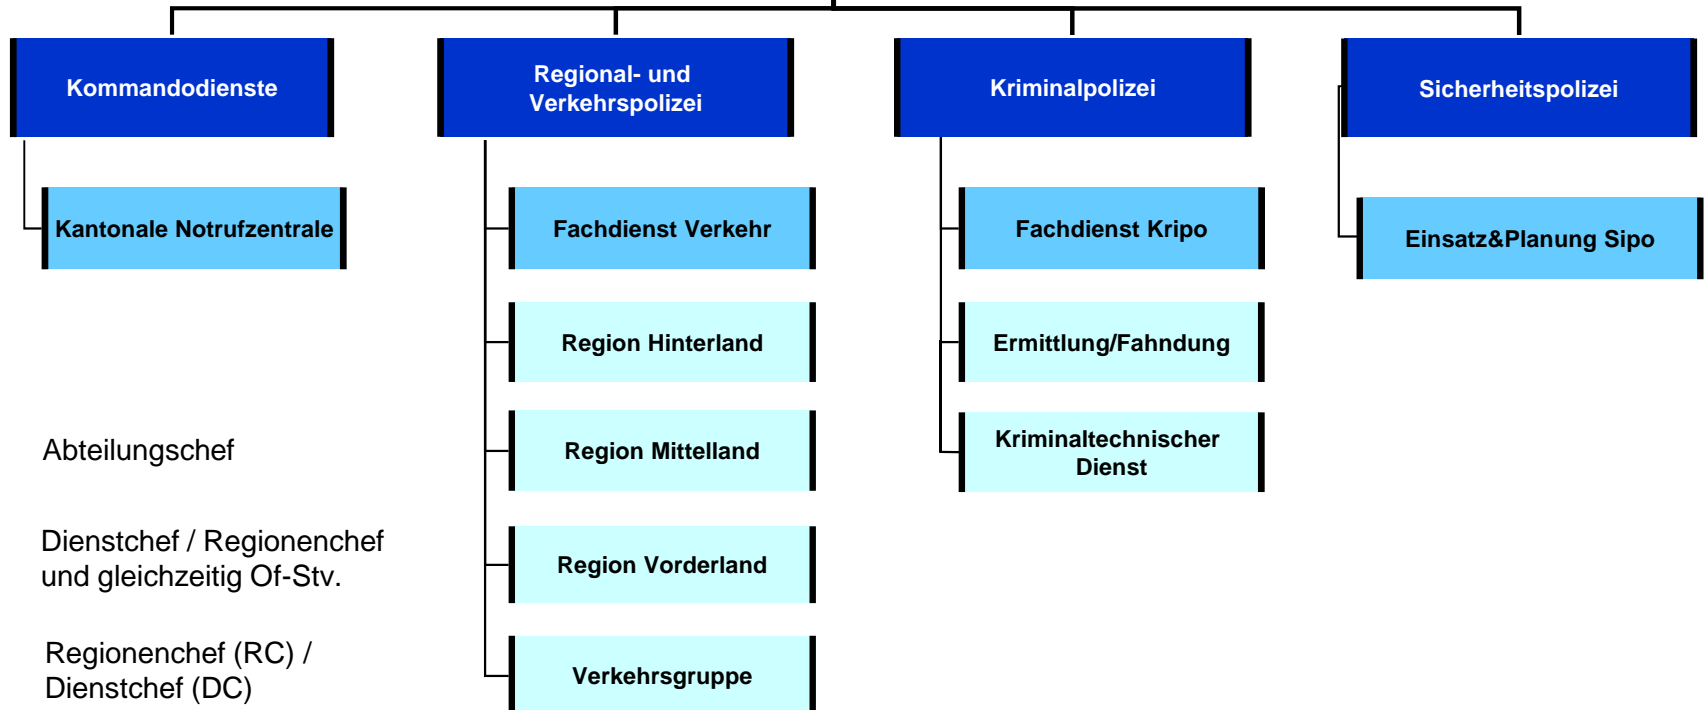 Kommandodienste
Regional- und
Verkehrspolizei
Kriminalpolizei
Sicherheitspolizei
Kantonale Notrufzentrale
Fachdienst Verkehr
Fachdienst Kripo
Einsatz&Planung Sipo
Region Hinterland
Ermittlung/Fahndung
Abteilungschef
Region Mittelland
Kriminaltechnischer
Dienst
Dienstchef / Regionenchef
und gleichzeitig Of-Stv.
Region Vorderland
Regionenchef (RC) /
Dienstchef (DC)
Verkehrsgruppe